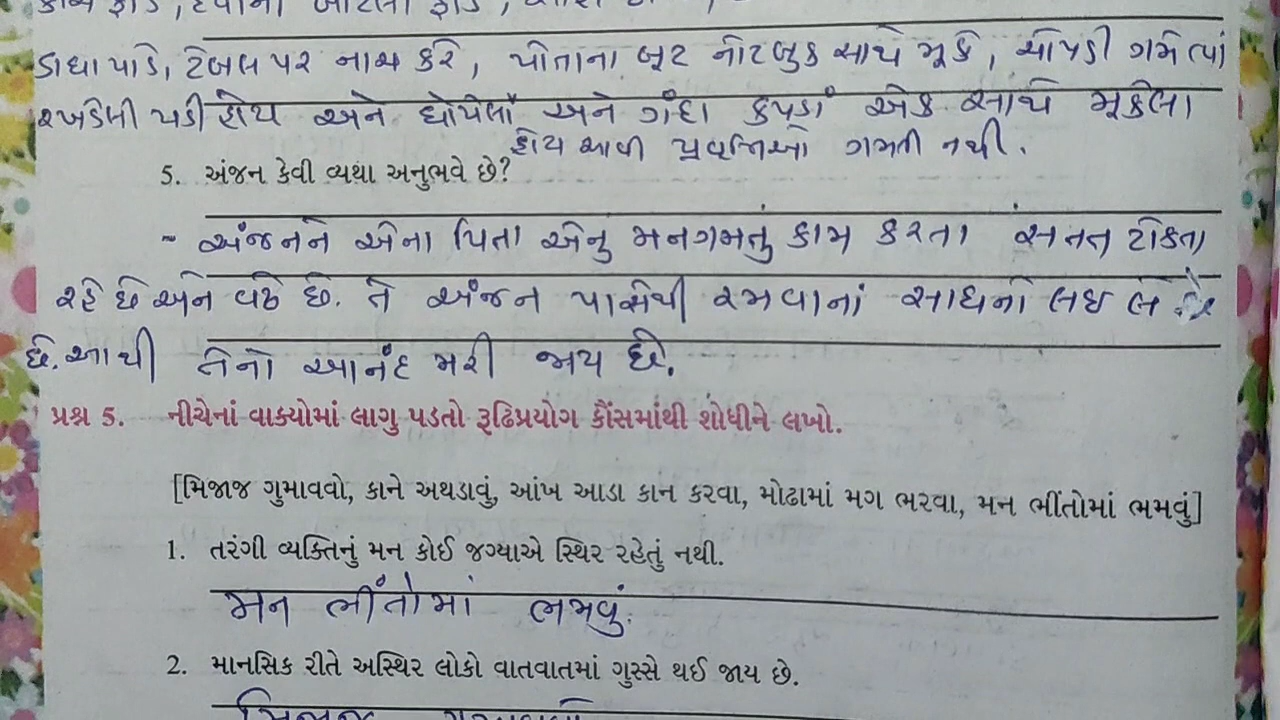 ડાઘા પાડે, ટેબલ પર નાચ કરે, પોતાના બૂટ નોટબુક સાથે મૂકે, ચોપડી ગમે ત્યાં
રખડેલી પડી હોય અને ધોયેલાં અને ગંદા કપડાં એક સાથે મૂકેલા
હોય આવી પ્રવૃત્તિઓ ગમતી નથી.
5. અંજન કેવી વ્યથા અનુભવે છે?
- અંજનને એના પિતા એનુ મનગમતું કામ કરતા સતત ટોકતા
રહે છે અને વઢે છે. તે અંજન પાસેથી રમવાનાં સાધનો લઇ લે
છે. આથી તેનો આનંદ મરી જાય છે.
પ્રશ્ન 5. નીચેનાં વાક્યોમાં લાગુ પડતો રૂઢિપ્રયોગ કૌંસમાંથી શોધીને લખો.
[મિજાજ ગુમાવવો, કાને અથડાવું, આંખ આડા કાન કરવા, મોઢામાં મગ ભરવા, મન ભીંતોમાં ભમવું]
1. તરંગી વ્યક્તિનું મન કોઈ જગ્યાએ સ્થિર રહેતું નથી.
મન ભીંતોમાં ભમવું.
2. માનસિક રીતે અસ્થિર લોકો વાતવાતમાં ગુસ્સે થઈ જાય છે.